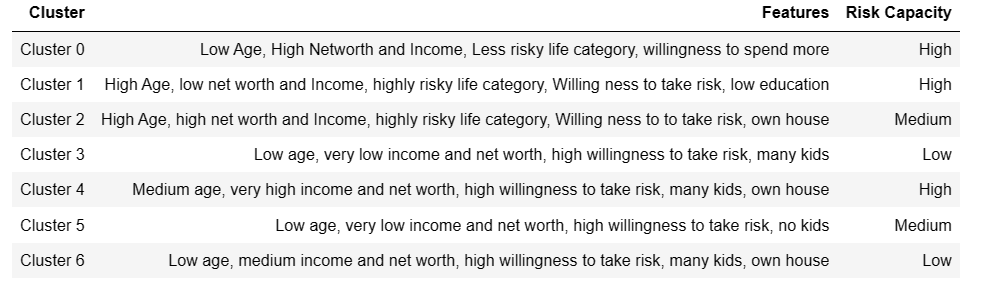 Cluster Features Risk Capacity
Cluster 0 Low Age, High Networth and Income, Less risky life category, willingness to spend more High
Cluster 1 High Age, low net worth and Income, highly risky life category, Willing ness to take risk, low education High
Cluster 2 High Age, high net worth and Income, highly risky life category, Willing ness to to take risk, own house Medium
Cluster 3 Low age, very low income and net worth, high willingness to take risk, many kids Low
Cluster 4 Medium age, very high income and net worth, high willingness to take risk, many kids, own house High
Cluster 5 Low age, very low income and net worth, high willingness to take risk, no kids Medium
Cluster 6 Low age, medium income and net worth, high willingness to take risk, many kids, own house Low